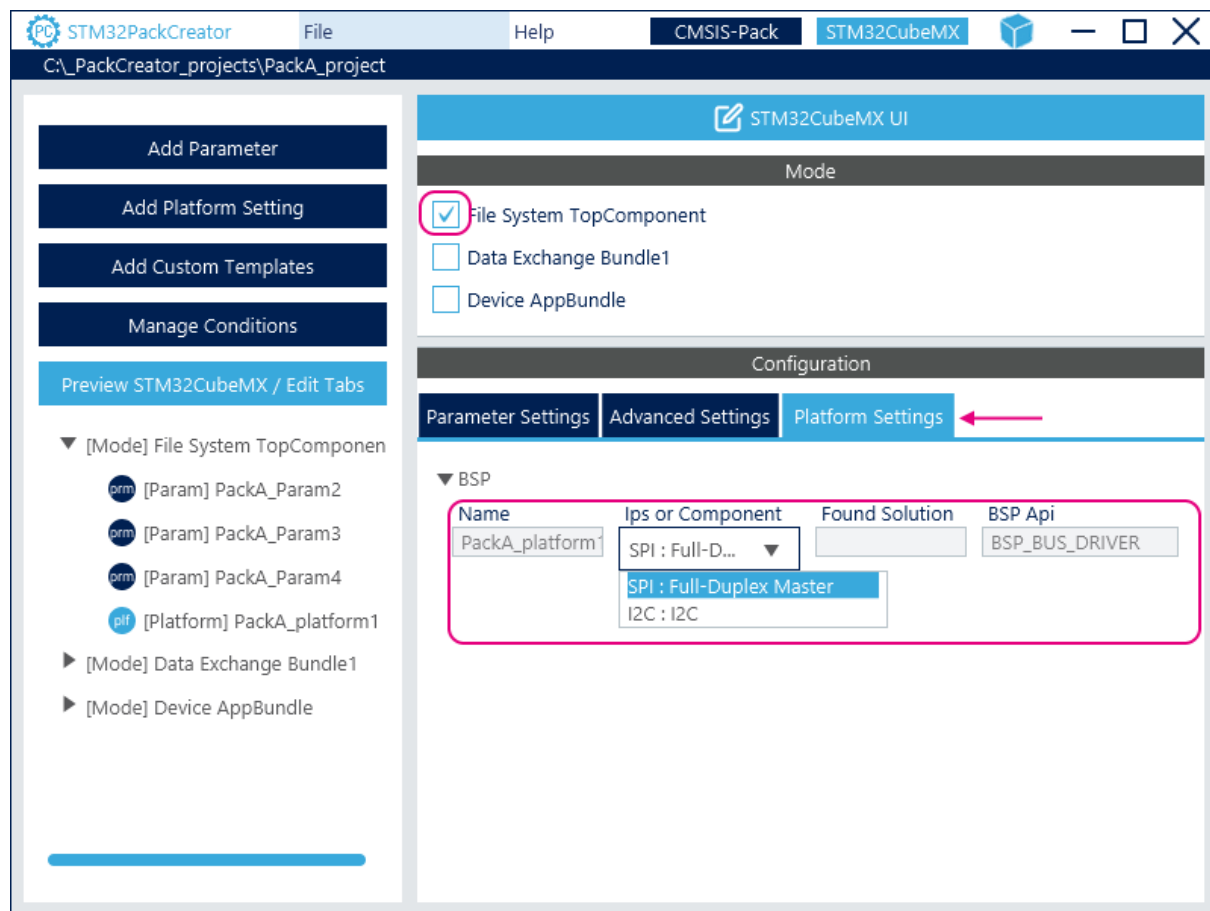 PC STM32PackCreator File Help CMSIS-Pack STM32CubeMX
C:\_PackCreator_projects\PackA_project
Add Parameter
Add Platform Setting
Add Custom Templates
Manage Conditions
Preview STM32CubeMX / Edit Tabs
[Mode] File System TopComponen
prm [Param] PackA_Param2
prm [Param] PackA_Param3
prm [Param] PackA_Param4
plf [Platform] PackA_platform1
[Mode] Data Exchange Bundle1
[Mode] Device AppBundle
STM32CubeMX UI
Mode
File System TopComponent
Data Exchange Bundle1
Device AppBundle
Configuration
Parameter Settings Advanced Settings Platform Settings
BSP
Name Ips or Component Found Solution BSP Api
PackA_platform1 SPI : Full-D... BSP_BUS_DRIVER
SPI : Full-Duplex Master
I2C : I2C